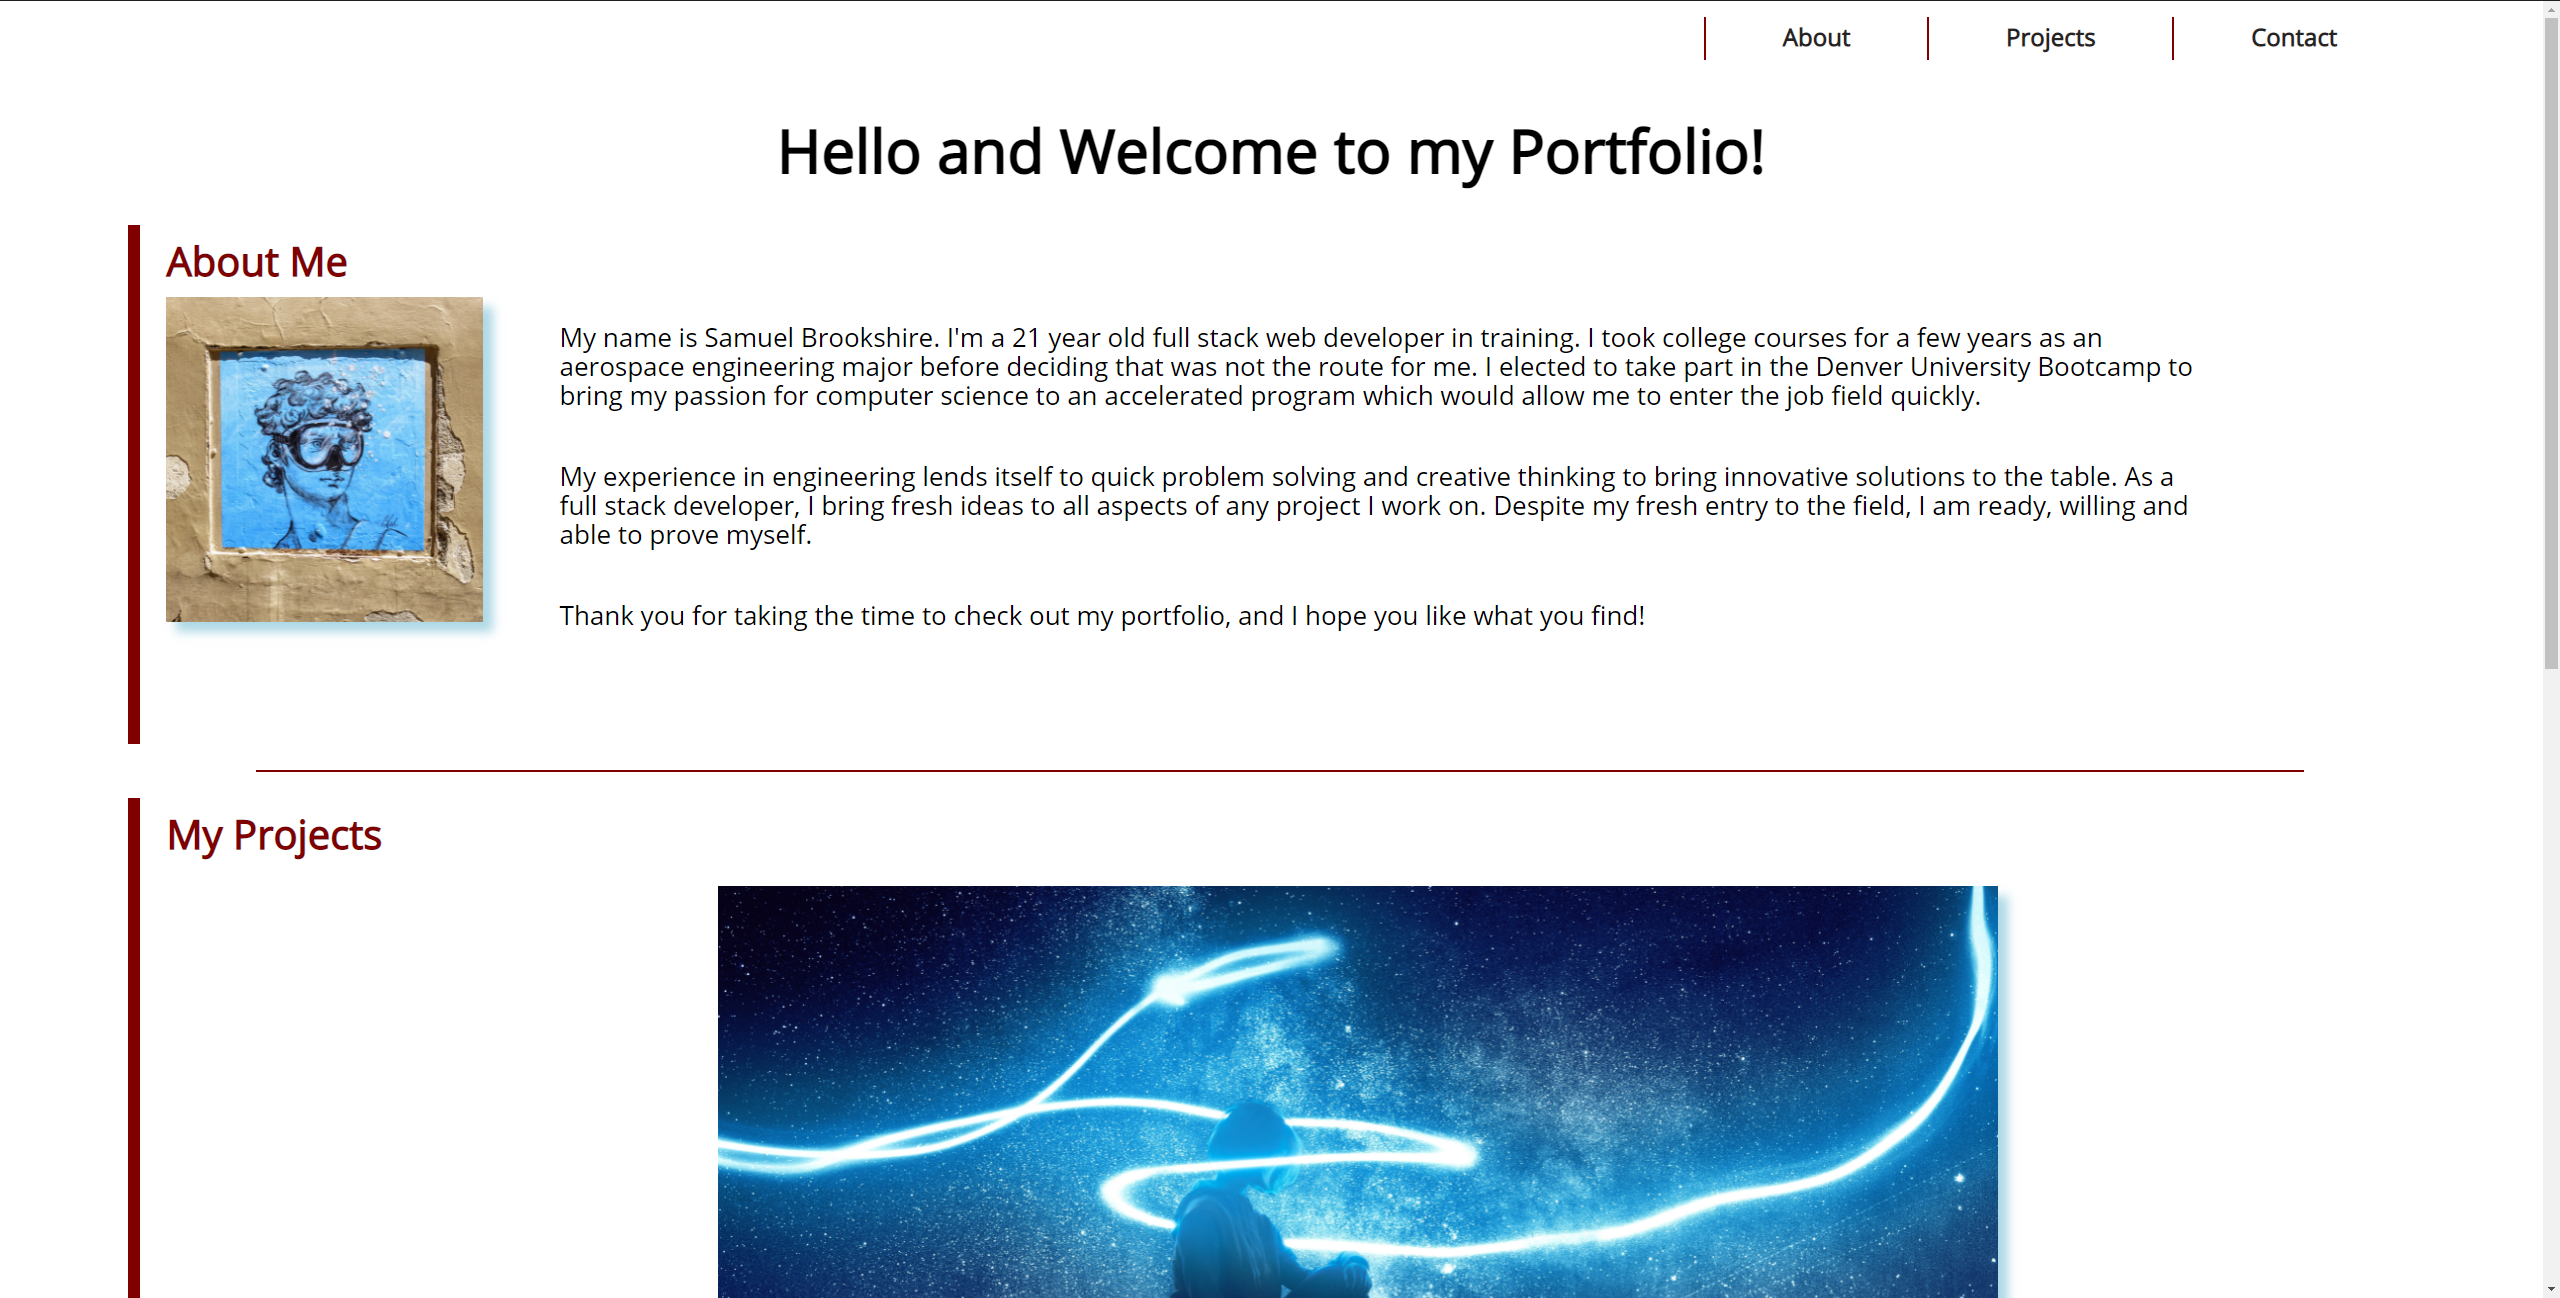 About
Projects
Contact
Hello and Welcome to my Portfolio!
About Me
My name is Samuel Brookshire. I'm a 21 year old full stack web developer in training. I took college courses for a few years as an
aerospace engineering major before deciding that was not the route for me. I elected to take part in the Denver University Bootcamp to
bring my passion for computer science to an accelerated program which would allow me to enter the job field quickly.
My experience in engineering lends itself to quick problem solving and creative thinking to bring innovative solutions to the table. As a
full stack developer, I bring fresh ideas to all aspects of any project I work on. Despite my fresh entry to the field, I am ready, willing and
able to prove myself.
Thank you for taking the time to check out my portfolio, and I hope you like what you find!
My Projects